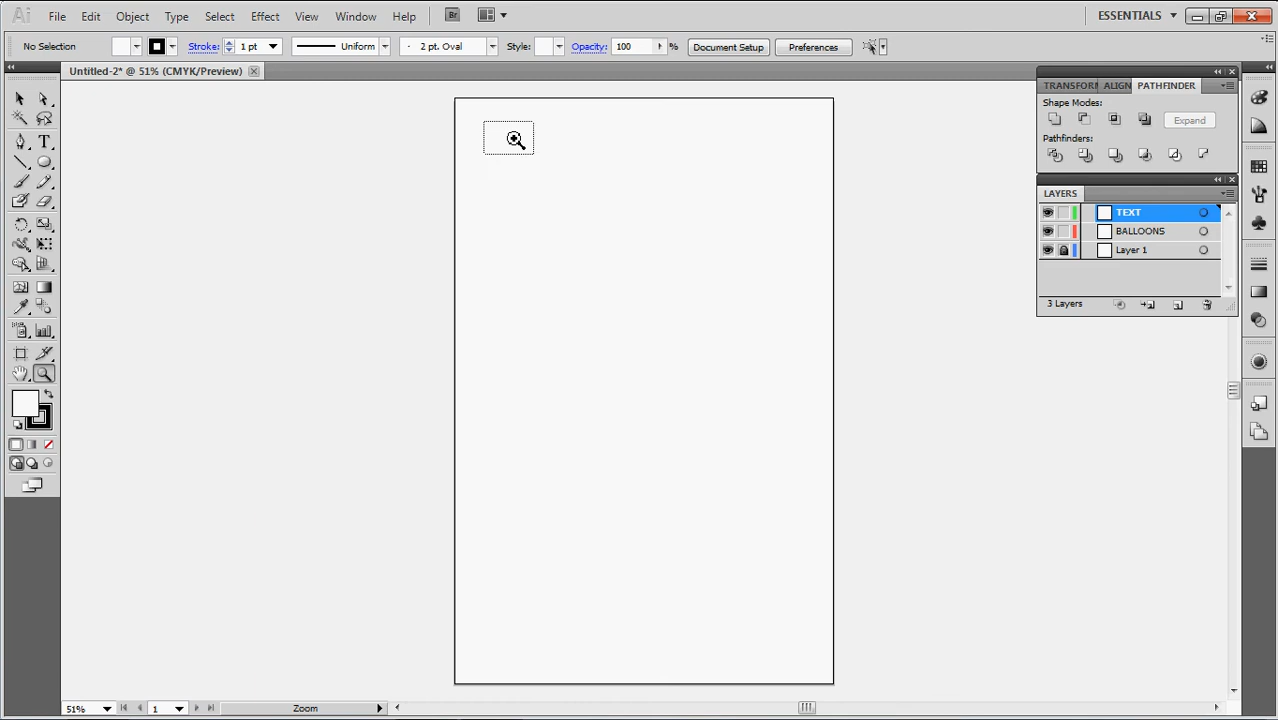 Ai File Edit Object Type Select Effect View Window Help Br ESSENTIALS
No Selection Stroke: 1 pt Uniform 2 pt. Oval Style: Opacity: 100 % Document Setup Preferences
Untitled-2* @ 51% (CMYK/Preview)
TRANSFORM ALIGN PATHFINDER
Shape Modes:
Expand
Pathfinders:
LAYERS
TEXT
BALLOONS
Layer 1
3 Layers
T
51% 1 Zoom